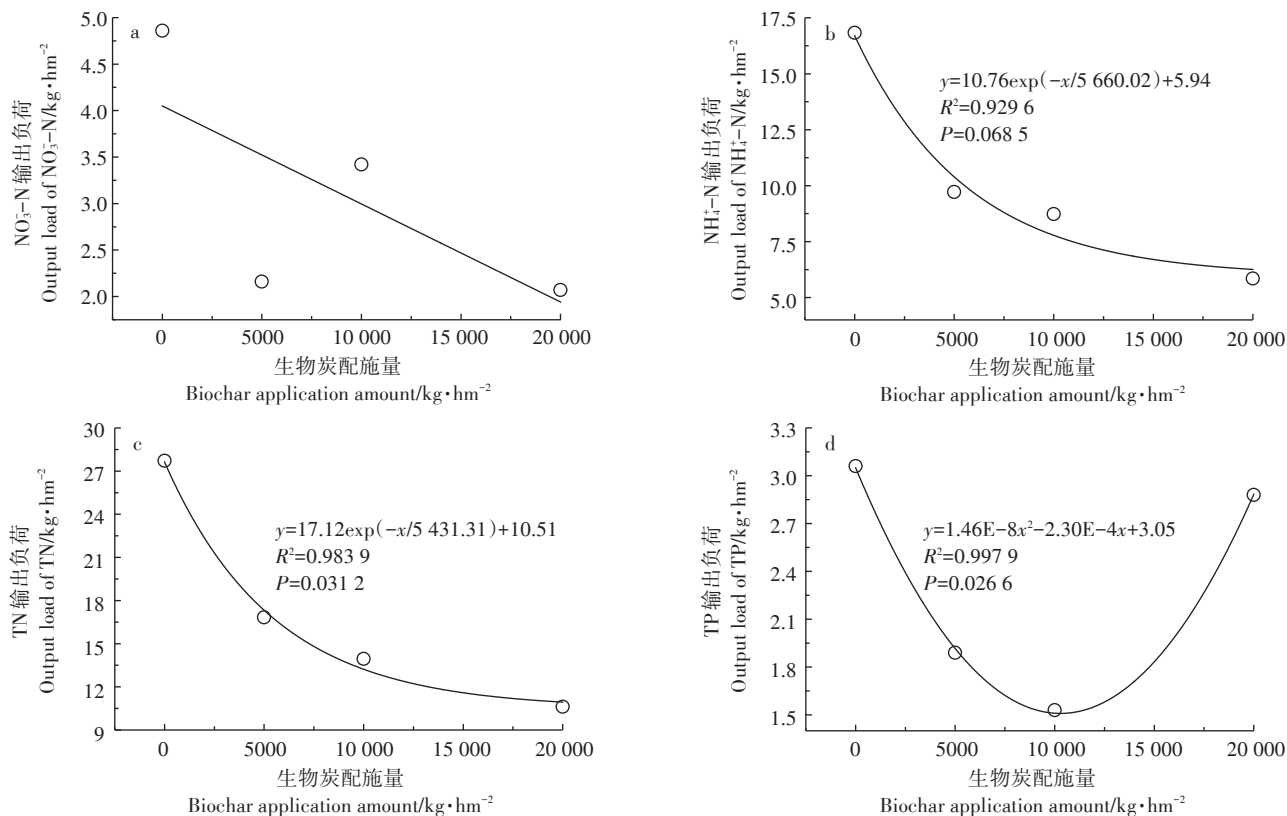 a
NO₃⁻-N输出负荷
Output load of NO₃⁻-N/kg·hm⁻²
5.0
4.5
4.0
3.5
3.0
2.5
2.0
0
5000
10 000
15 000
20 000
生物炭配施量
Biochar application amount/kg·hm⁻²
b
NH₄⁺-N输出负荷
Output load of NH₄⁺-N/kg·hm⁻²
17.5
15.0
12.5
10.0
7.5
5.0
y=10.76exp(-x/5 660.02)+5.94
R²=0.929 6
P=0.068 5
0
5000
10 000
15 000
20 000
生物炭配施量
Biochar application amount/kg·hm⁻²
c
TN输出负荷
Output load of TN/kg·hm⁻²
30
27
24
21
18
15
12
9
y=17.12exp(-x/5 431.31)+10.51
R²=0.983 9
P=0.031 2
0
5000
10 000
15 000
20 000
生物炭配施量
Biochar application amount/kg·hm⁻²
d
TP输出负荷
Output load of TP/kg·hm⁻²
3.3
3.0
2.7
2.4
2.1
1.8
1.5
y=1.46E-8x²-2.30E-4x+3.05
R²=0.997 9
P=0.026 6
0
5000
10 000
15 000
20 000
生物炭配施量
Biochar application amount/kg·hm⁻²